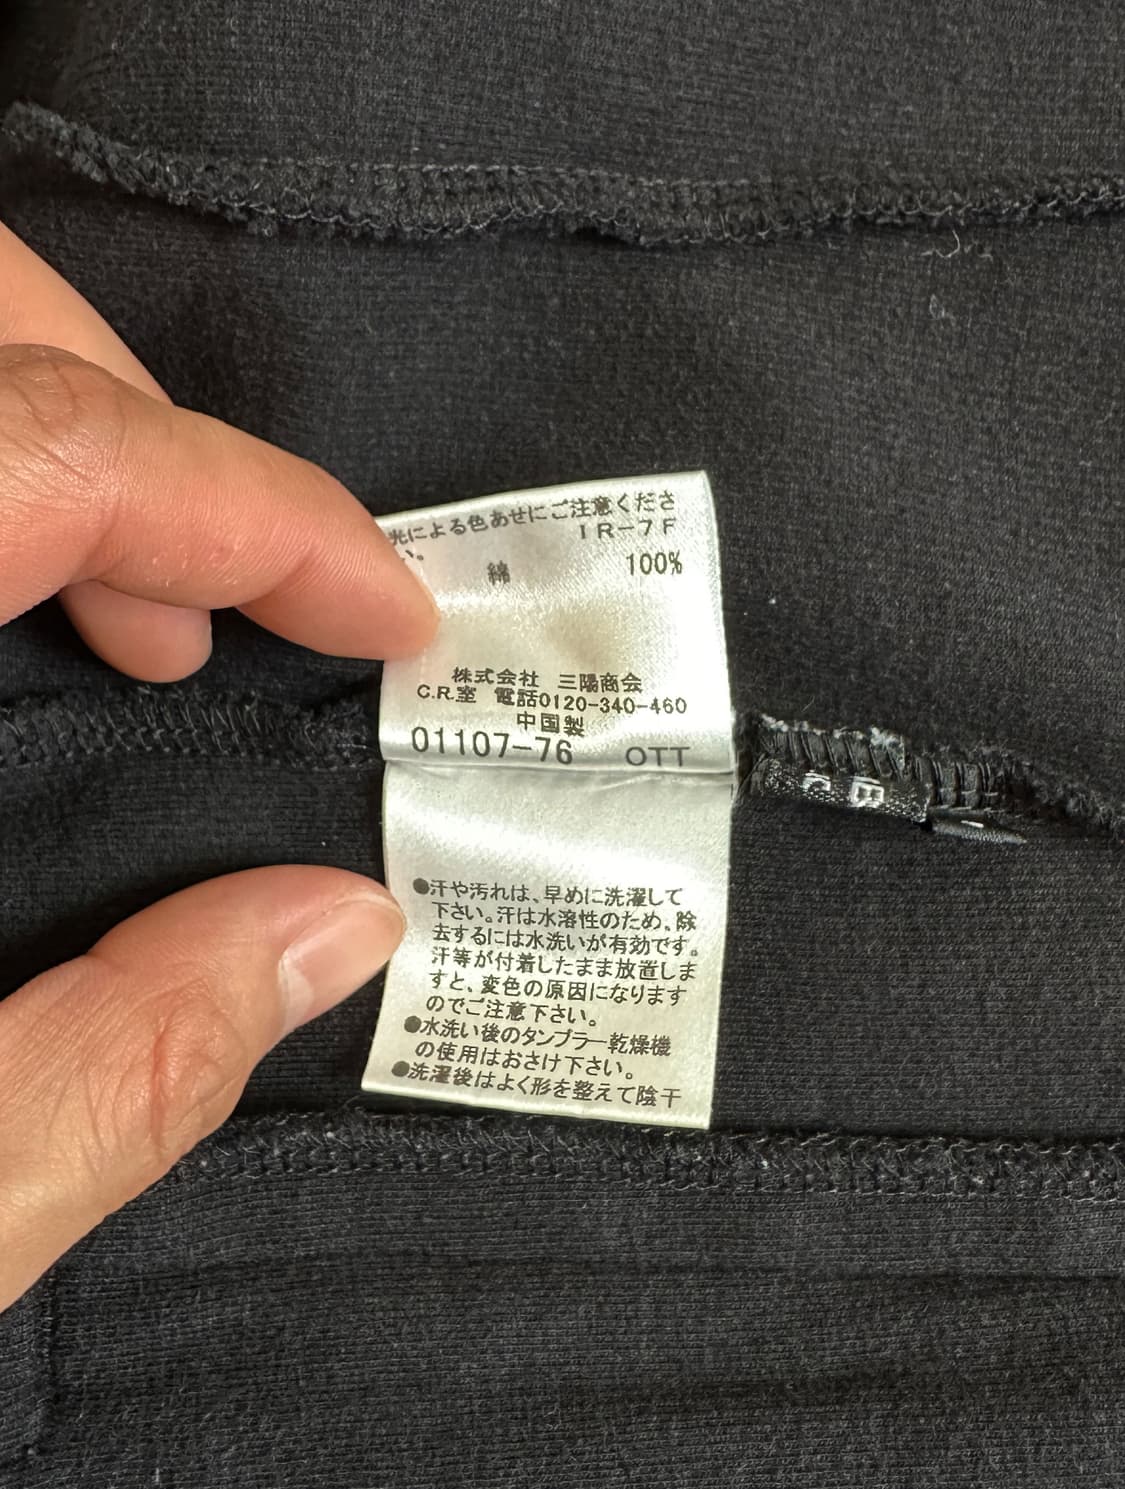 光による色あせにご注意くださ
い。 IR-7F
綿 100%
株式会社 三陽商会
C.R.室 電話0120-340-460
中国製
01107-76 OTT
●汗や汚れは、早めに洗濯して
下さい。汗は水溶性のため、除
去するには水洗いが有効です。
汗等が付着したまま放置しま
すと、変色の原因になります
のでご注意下さい。
●水洗い後のタンブラー乾燥機
の使用はおさけ下さい。
●洗濯後はよく形を整えて陰干